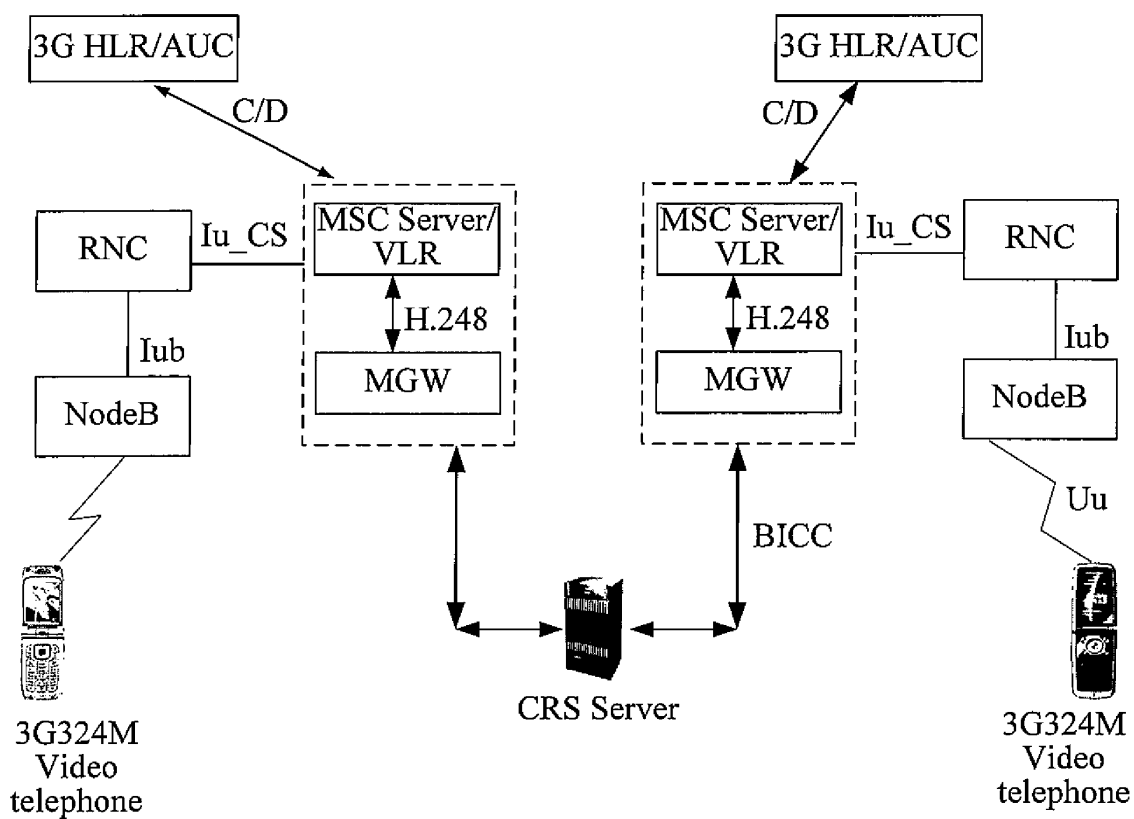 3G HLR/AUC
3G HLR/AUC
C/D
C/D
MSC Server/
VLR
MSC Server/
VLR
Iu_CS
Iu_CS
RNC
RNC
H.248
H.248
Iub
Iub
MGW
MGW
NodeB
NodeB
Uu
BICC
CRS Server
3G324M
Video
telephone
3G324M
Video
telephone